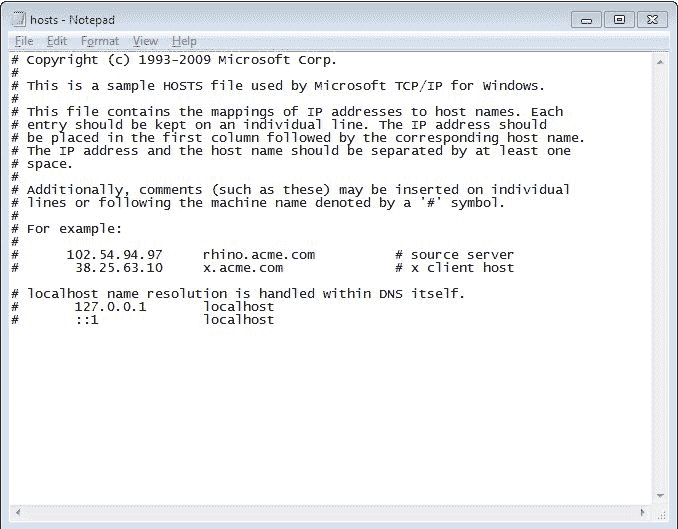 hosts - Notepad
File Edit Format View Help
# Copyright (c) 1993-2009 Microsoft Corp.
#
# This is a sample HOSTS file used by Microsoft TCP/IP for Windows.
#
# This file contains the mappings of IP addresses to host names. Each
# entry should be kept on an individual line. The IP address should
# be placed in the first column followed by the corresponding host name.
# The IP address and the host name should be separated by at least one
# space.
#
# Additionally, comments (such as these) may be inserted on individual
# lines or following the machine name denoted by a '#' symbol.
#
# For example:
#
#      102.54.94.97     rhino.acme.com          # source server
#       38.25.63.10     x.acme.com              # x client host

# localhost name resolution is handled within DNS itself.
#       127.0.0.1       localhost
#       ::1             localhost